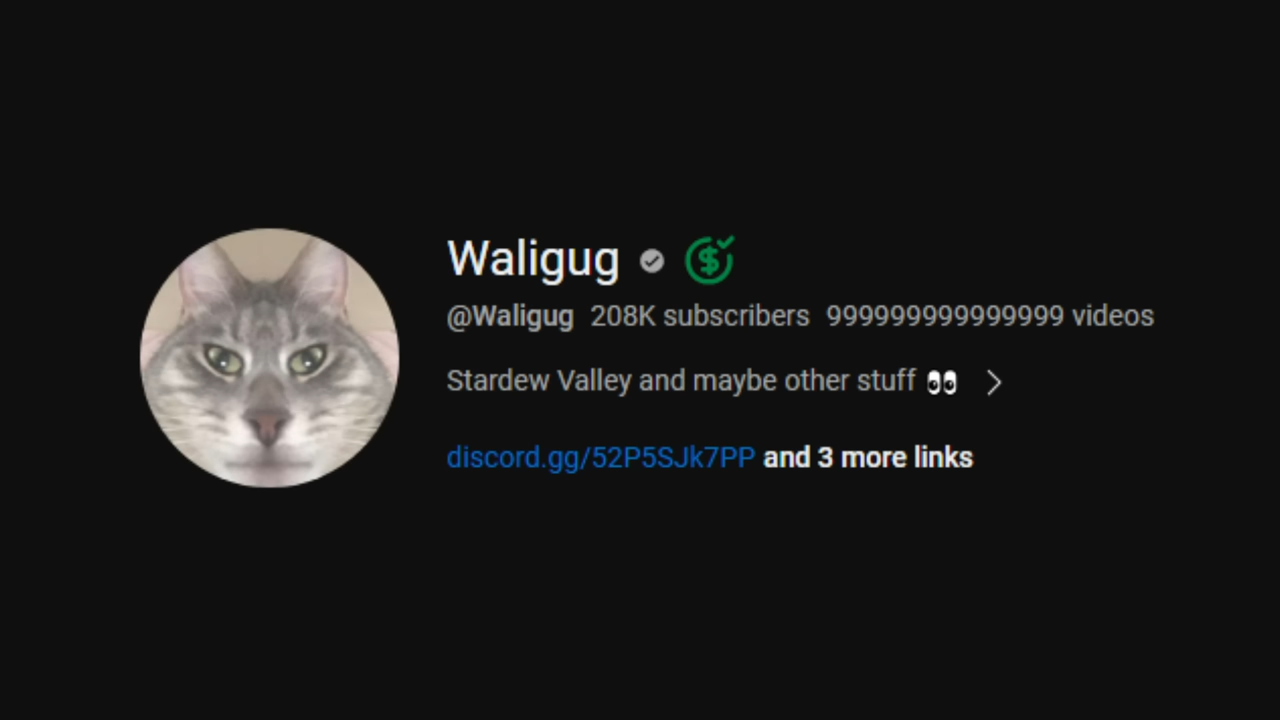 Waligug
@Waligug 208K subscribers 999999999999999 videos
Stardew Valley and maybe other stuff 👀
discord.gg/52P5SJk7PP and 3 more links